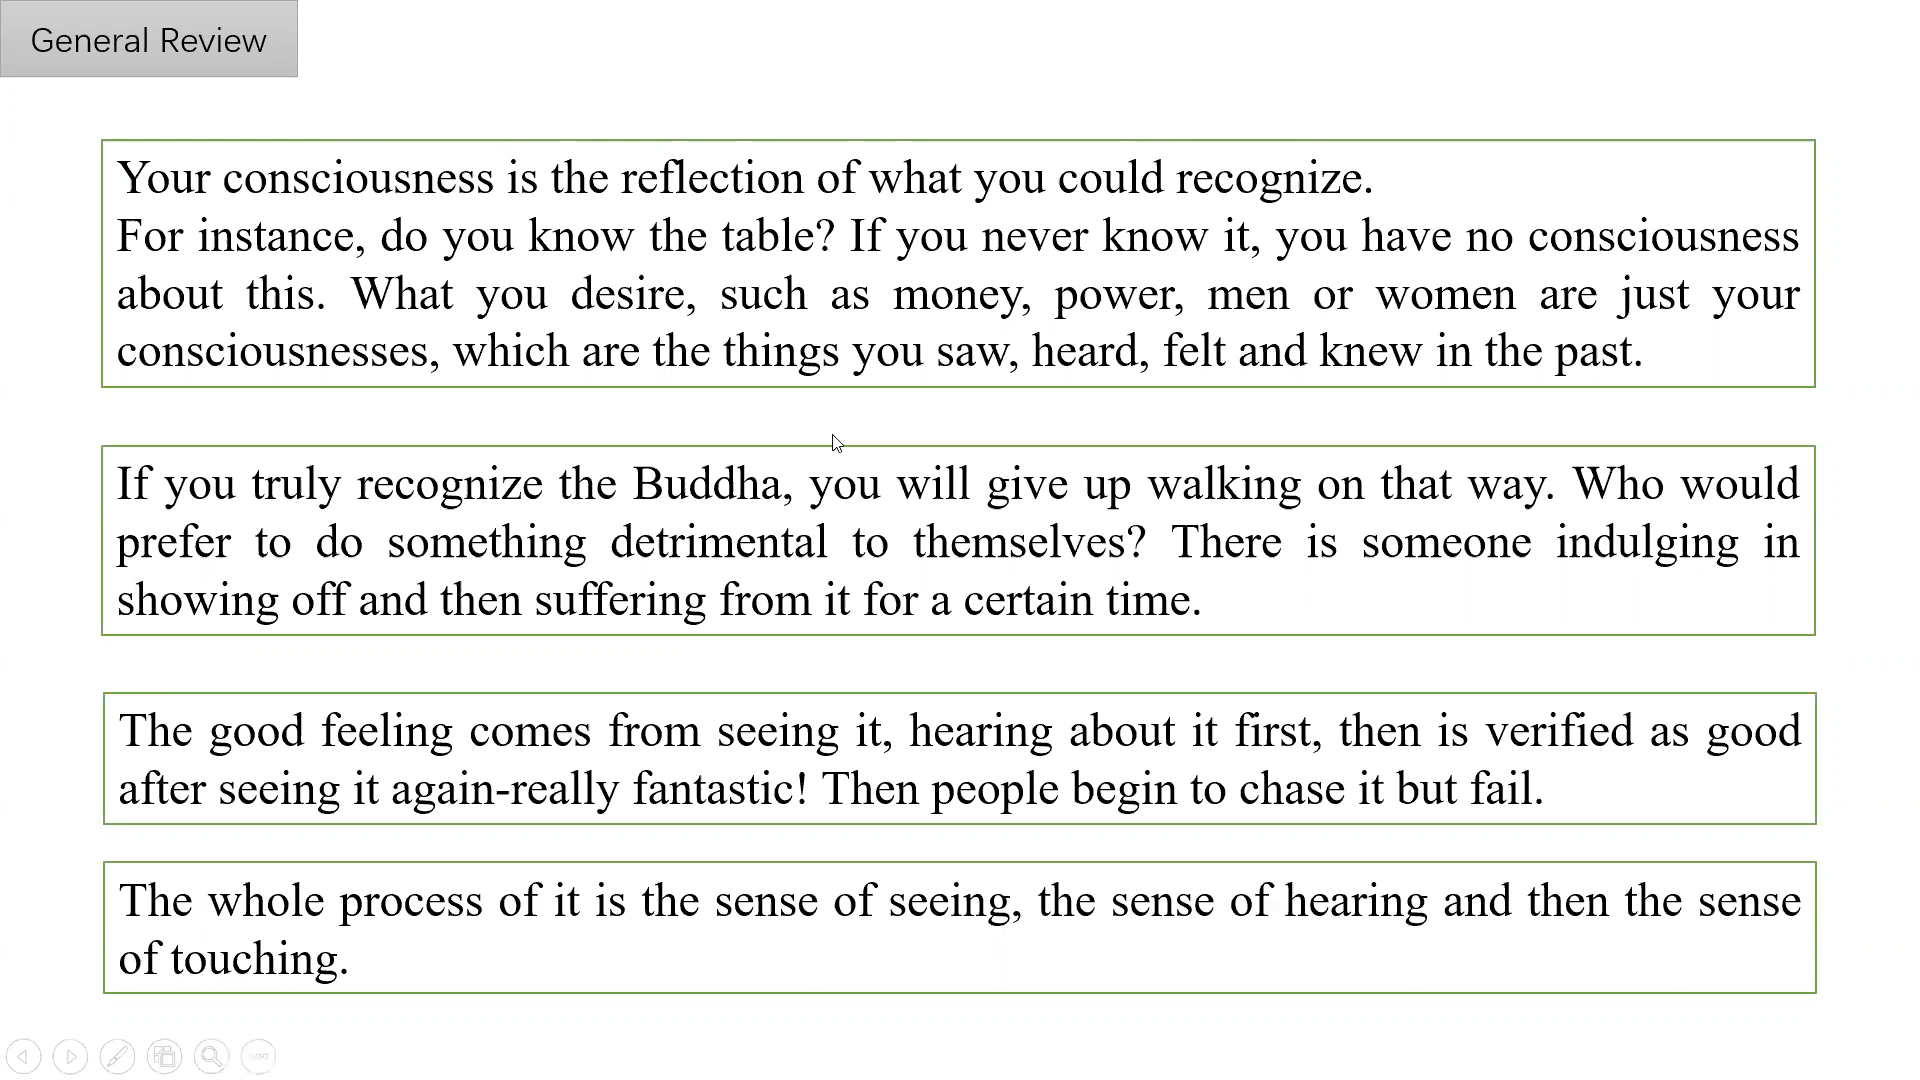 General Review
Your consciousness is the reflection of what you could recognize.
For instance, do you know the table? If you never know it, you have no consciousness
about this. What you desire, such as money, power, men or women are just your
consciousnesses, which are the things you saw, heard, felt and knew in the past.
If you truly recognize the Buddha, you will give up walking on that way. Who would
prefer to do something detrimental to themselves? There is someone indulging in
showing off and then suffering from it for a certain time.
The good feeling comes from seeing it, hearing about it first, then is verified as good
after seeing it again-really fantastic! Then people begin to chase it but fail.
The whole process of it is the sense of seeing, the sense of hearing and then the sense
of touching.